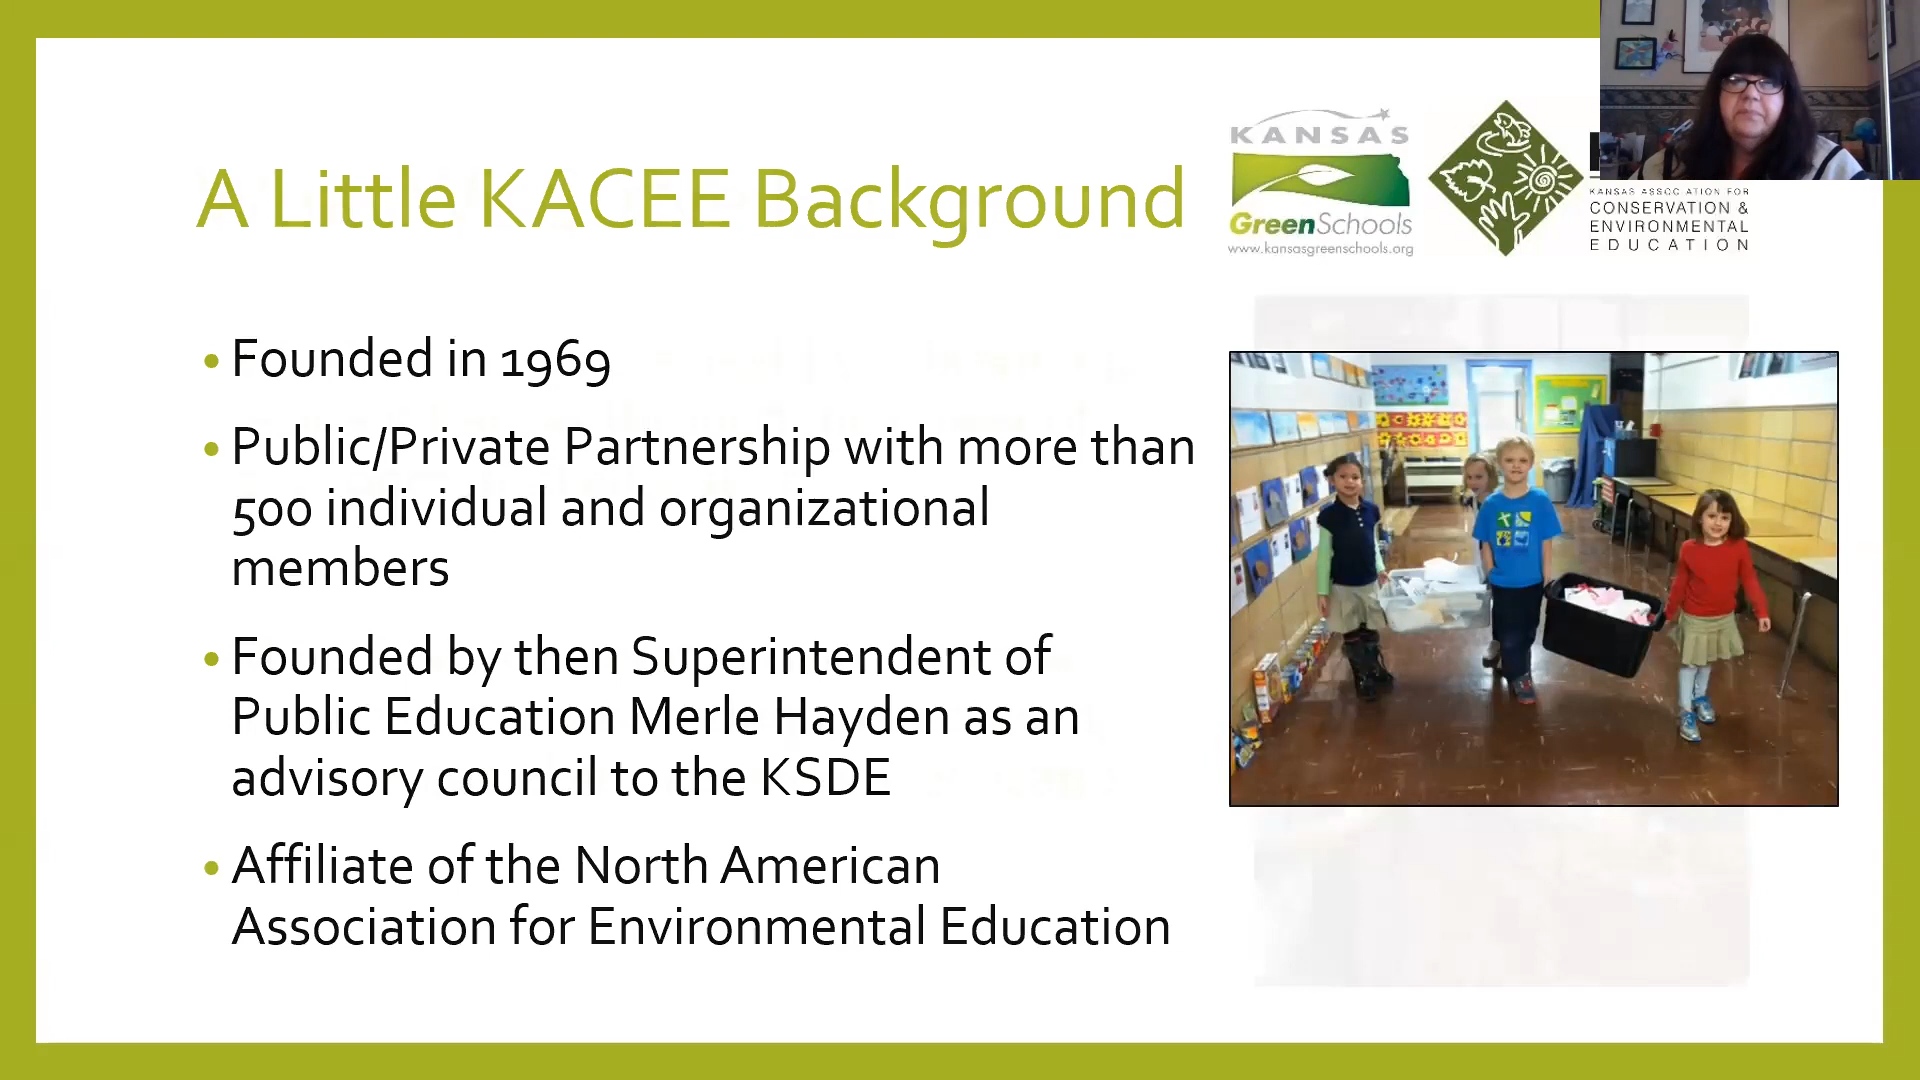 A Little KACEE Background
KANSAS
GreenSchools
www.kansasgreenschools.org
KANSAS ASSOCIATION FOR
CONSERVATION &
ENVIRONMENTAL
EDUCATION
• Founded in 1969
• Public/Private Partnership with more than
500 individual and organizational
members
• Founded by then Superintendent of
Public Education Merle Hayden as an
advisory council to the KSDE
• Affiliate of the North American
Association for Environmental Education